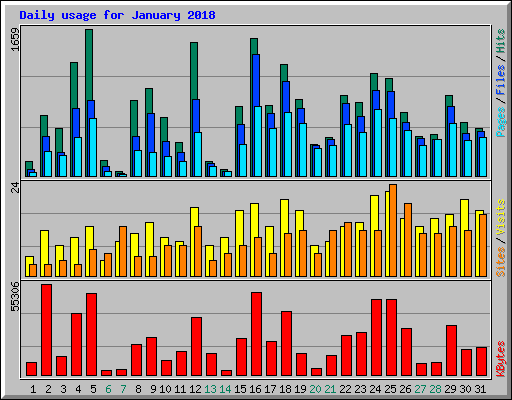 Daily usage for January 2018
1659
Pages / Files / Hits
24
Sites / Visits
55306
KBytes
1 2 3 4 5 6 7 8 9 10 11 12 13 14 15 16 17 18 19 20 21 22 23 24 25 26 27 28 29 30 31